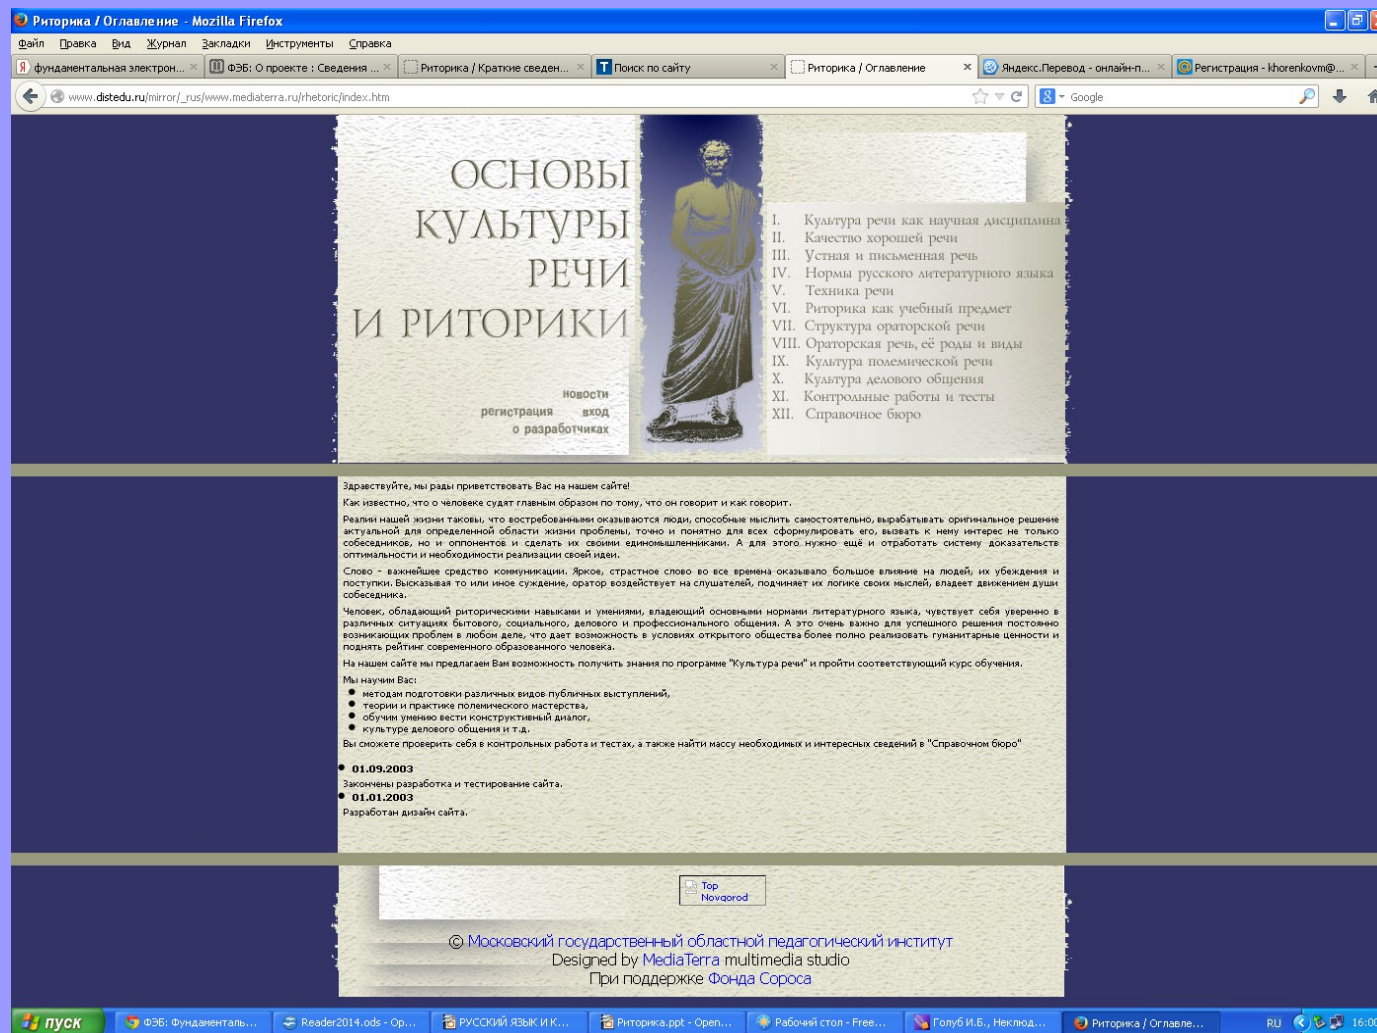 Риторика / Оглавление - Mozilla Firefox
Файл Правка Вид Журнал Закладки Инструменты Справка
Я фундаментальная электрон... ФЭБ: О проекте : Сведения ... Риторика / Краткие сведен... T Поиск по сайту Риторика / Оглавление Яндекс.Перевод - онлайн-п... Регистрация - khorenkovm@...
www.distedu.ru/mirror/_rus/www.mediaterra.ru/rhetoric/index.htm 8 Google
ОСНОВЫ
КУЛЬТУРЫ
РЕЧИ
И РИТОРИКИ
новости
регистрация вход
о разработчиках
I. Культура речи как научная дисциплина
II. Качество хорошей речи
III. Устная и письменная речь
IV. Нормы русского литературного языка
V. Техника речи
VI. Риторика как учебный предмет
VII. Структура ораторской речи
VIII. Ораторская речь, её роды и виды
IX. Культура полемической речи
X. Культура делового общения
XI. Контрольные работы и тесты
XII. Справочное бюро
Здравствуйте, мы рады приветствовать Вас на нашем сайте!
Как известно, что о человеке судят главным образом по тому, что он говорит и как говорит.
Реалии нашей жизни таковы, что востребованными оказываются люди, способные мыслить самостоятельно, вырабатывать оригинальное решение
актуальной для определенной области жизни проблемы, точно и понятно для всех сформулировать его, вызвать к нему интерес не только
собеседников, но и оппонентов и сделать их своими единомышленниками. А для этого нужно ещё и отработать систему доказательств
оптимальности и необходимости реализации своей идеи.
Слово - важнейшее средство коммуникации. Яркое, страстное слово во все времена оказывало большое влияние на людей, их убеждения и
поступки. Высказывая то или иное суждение, оратор воздействует на слушателей, подчиняет их логике своих мыслей, владеет движением души
собеседника.
Человек, обладающий риторическими навыками и умениями, владеющий основными нормами литературного языка, чувствует себя уверенно в
различных ситуациях бытового, социального, делового и профессионального общения. А это очень важно для успешного решения постоянно
возникающих проблем в любом деле, что дает возможность в условиях открытого общества более полно реализовать гуманитарные ценности и
поднять рейтинг современного образованного человека.
На нашем сайте мы предлагаем Вам возможность получить знания по программе "Культура речи" и пройти соответствующий курс обучения.
Мы научим Вас:
• методам подготовки различных видов публичных выступлений,
• теории и практике полемического мастерства,
• обучим умению вести конструктивный диалог,
• культуре делового общения и т.д.
Вы сможете проверить себя в контрольных работа и тестах, а также найти массу необходимых и интересных сведений в "Справочном бюро"
• 01.09.2003
Закончены разработка и тестирование сайта.
• 01.01.2003
Разработан дизайн сайта.
Top
Novgorod
© Московский государственный областной педагогический институт
Designed by MediaTerra multimedia studio
При поддержке Фонда Сороса
пуск ФЭБ: Фундаменталь... Reader2014.ods - Op... РУССКИЙ ЯЗЫК И К... Риторика.ppt - Open... Рабочий стол - Free... Голуб И.Б., Неклюд... Риторика / Оглавле... RU 16:00